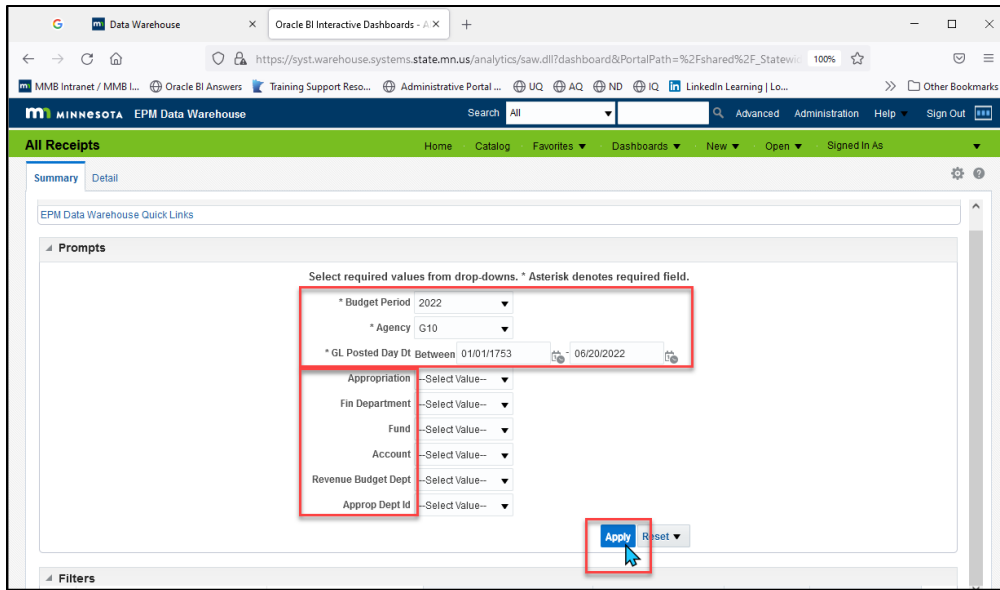 G Data Warehouse × Oracle BI Interactive Dashboards - A × +
https://syst.warehouse.systems.state.mn.us/analytics/saw.dll?dashboard&PortalPath=%2Fshared%2F_Statewid 100%
MMB Intranet / MMB I... Oracle BI Answers Training Support Reso... Administrative Portal ... UQ AQ ND IQ LinkedIn Learning | Lo... Other Bookmarks
MINNESOTA EPM Data Warehouse Search All Advanced Administration Help Sign Out
All Receipts Home Catalog Favorites Dashboards New Open Signed In As
Summary Detail
EPM Data Warehouse Quick Links
Prompts
Select required values from drop-downs. * Asterisk denotes required field.
* Budget Period 2022
* Agency G10
* GL Posted Day Dt Between 01/01/1753 - 06/20/2022
Appropriation --Select Value--
Fin Department --Select Value--
Fund --Select Value--
Account --Select Value--
Revenue Budget Dept --Select Value--
Approp Dept Id --Select Value--
Apply Reset
Filters